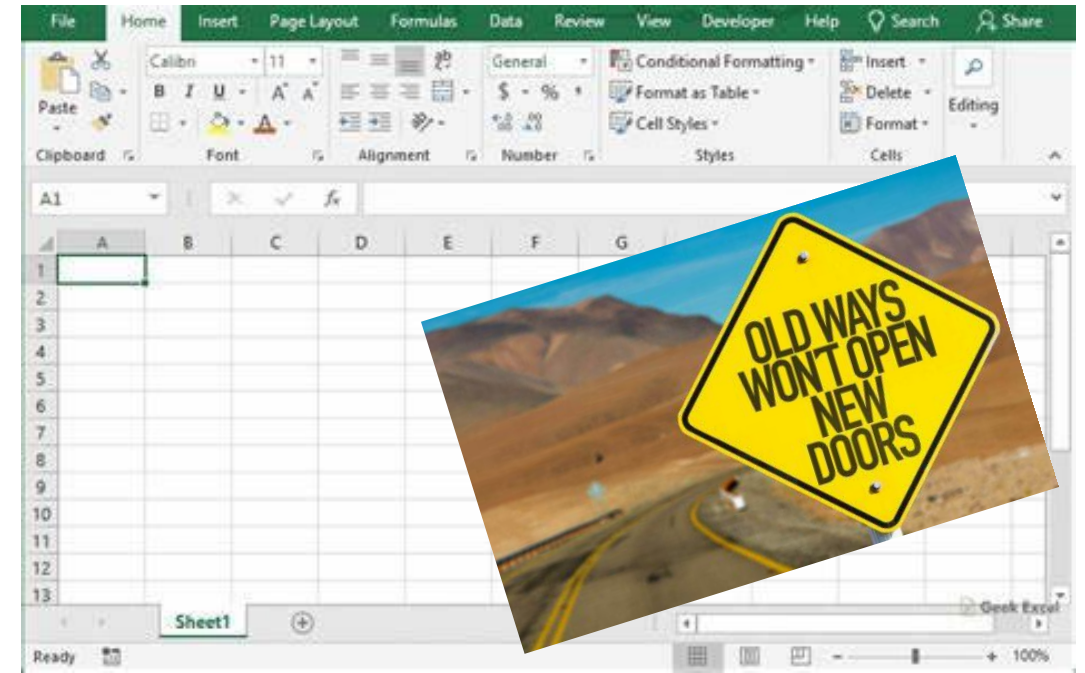 File Home Insert Page Layout Formulas Data Review View Developer Help Search Share
Calibri 11 General Conditional Formatting Insert
Paste B I U A A $ % Format as Table Delete Editing
A Cell Styles Format
Clipboard Font Alignment Number Styles Cells
A1 fx
A B C D E F G
1
2
3
4
5
6
7
8
9
10
11
12
13
OLD WAYS
WON'T OPEN
NEW
DOORS
Geek Excel
Sheet1
Ready 100%